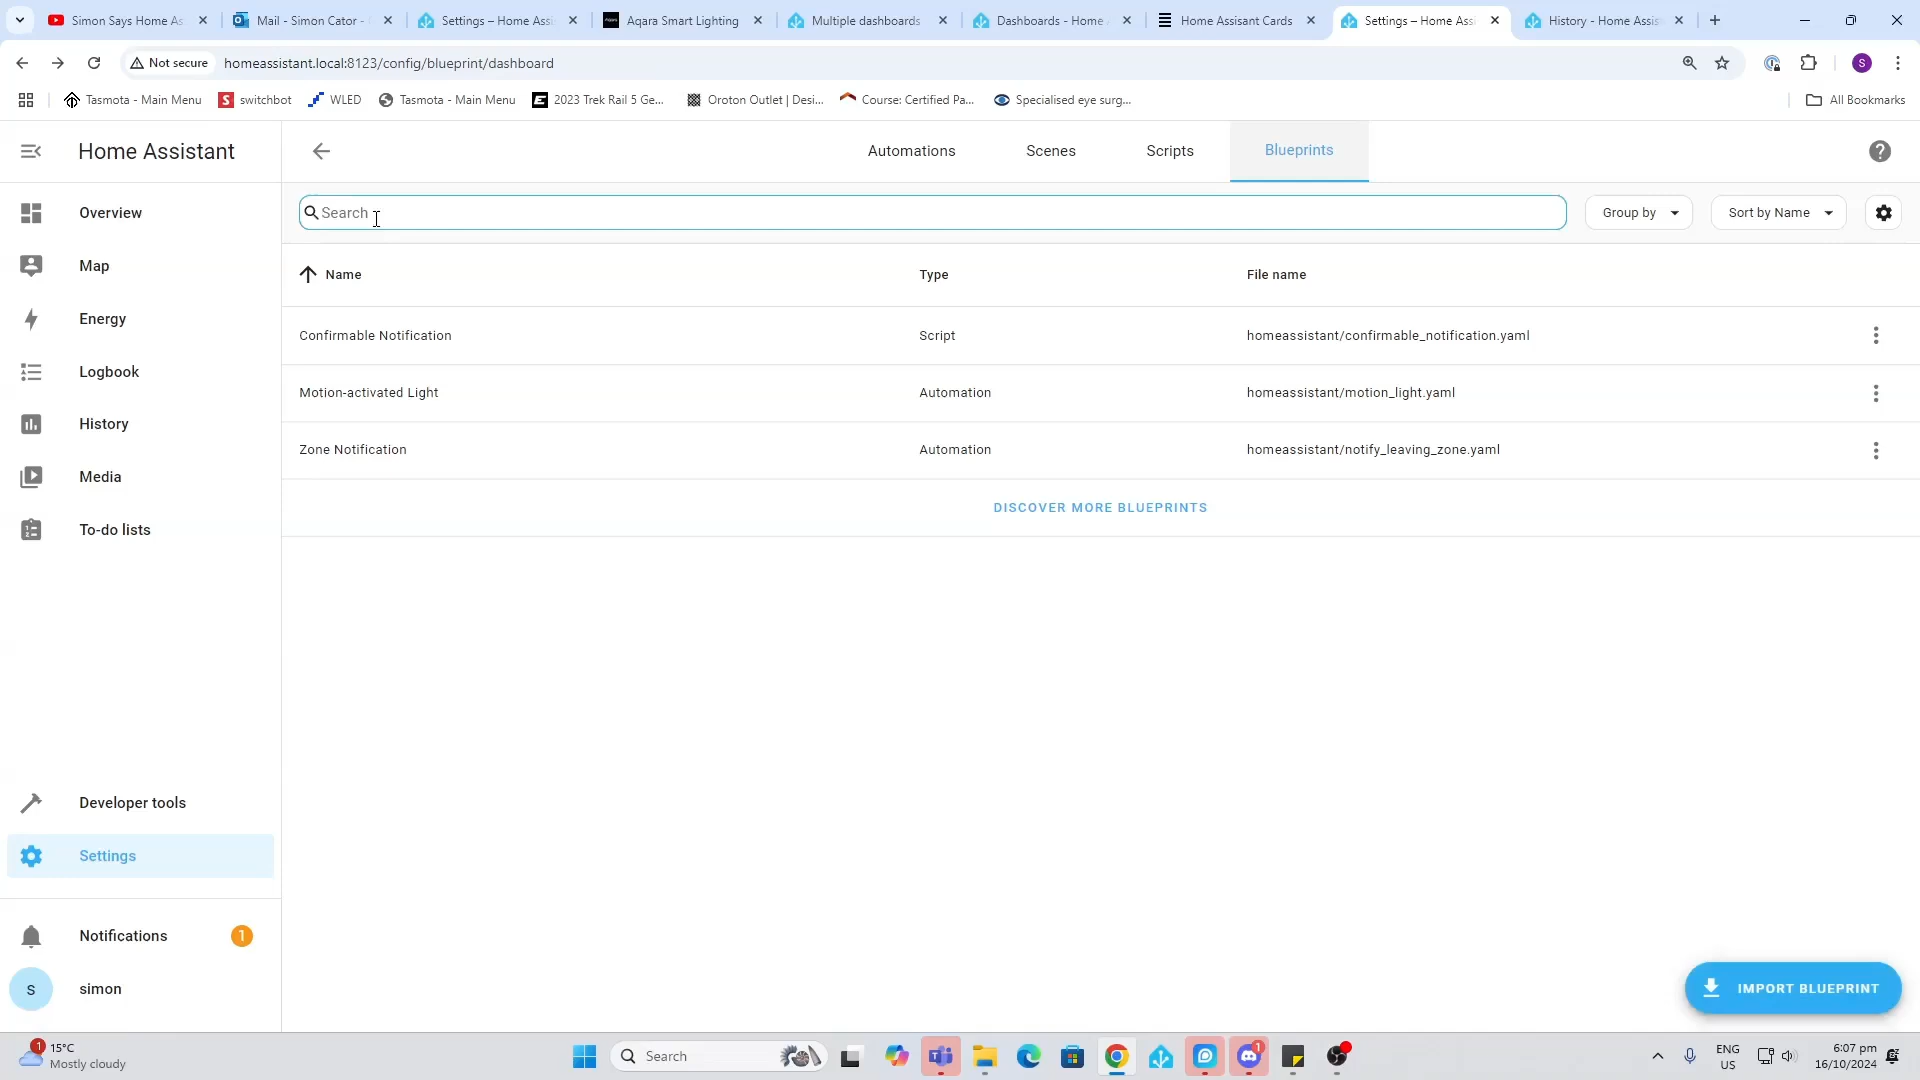 Simon Says Home As
Mail - Simon Cator -
Settings – Home Assis
Aqara Smart Lighting
Multiple dashboards
Dashboards - Home
Home Assisant Cards
Settings – Home Assi
History - Home Assis
Not secure
homeassistant.local:8123/config/blueprint/dashboard
S
Tasmota - Main Menu
switchbot
WLED
Tasmota - Main Menu
2023 Trek Rail 5 Ge...
Oroton Outlet | Desi...
Course: Certified Pa...
Specialised eye surg...
All Bookmarks
Home Assistant
Automations
Scenes
Scripts
Blueprints
Overview
Map
Energy
Logbook
History
Media
To-do lists
Developer tools
Settings
Notifications
1
s
simon
Search
Group by
Sort by Name
Name
Type
File name
Confirmable Notification
Script
homeassistant/confirmable_notification.yaml
Motion-activated Light
Automation
homeassistant/motion_light.yaml
Zone Notification
Automation
homeassistant/notify_leaving_zone.yaml
DISCOVER MORE BLUEPRINTS
IMPORT BLUEPRINT
1
15°C
Mostly cloudy
Search
1
ENG
US
6:07 pm
16/10/2024